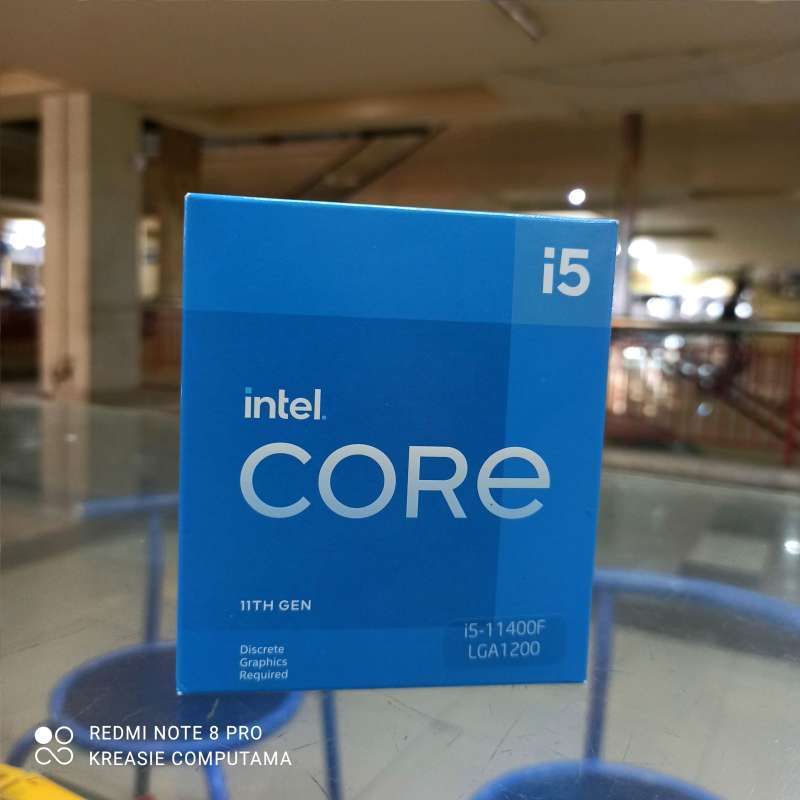 i5
intel.
CORE
11TH GEN
i5-11400F
LGA1200
Discrete
Graphics
Required
REDMI NOTE 8 PRO
KREASIE COMPUTAMA